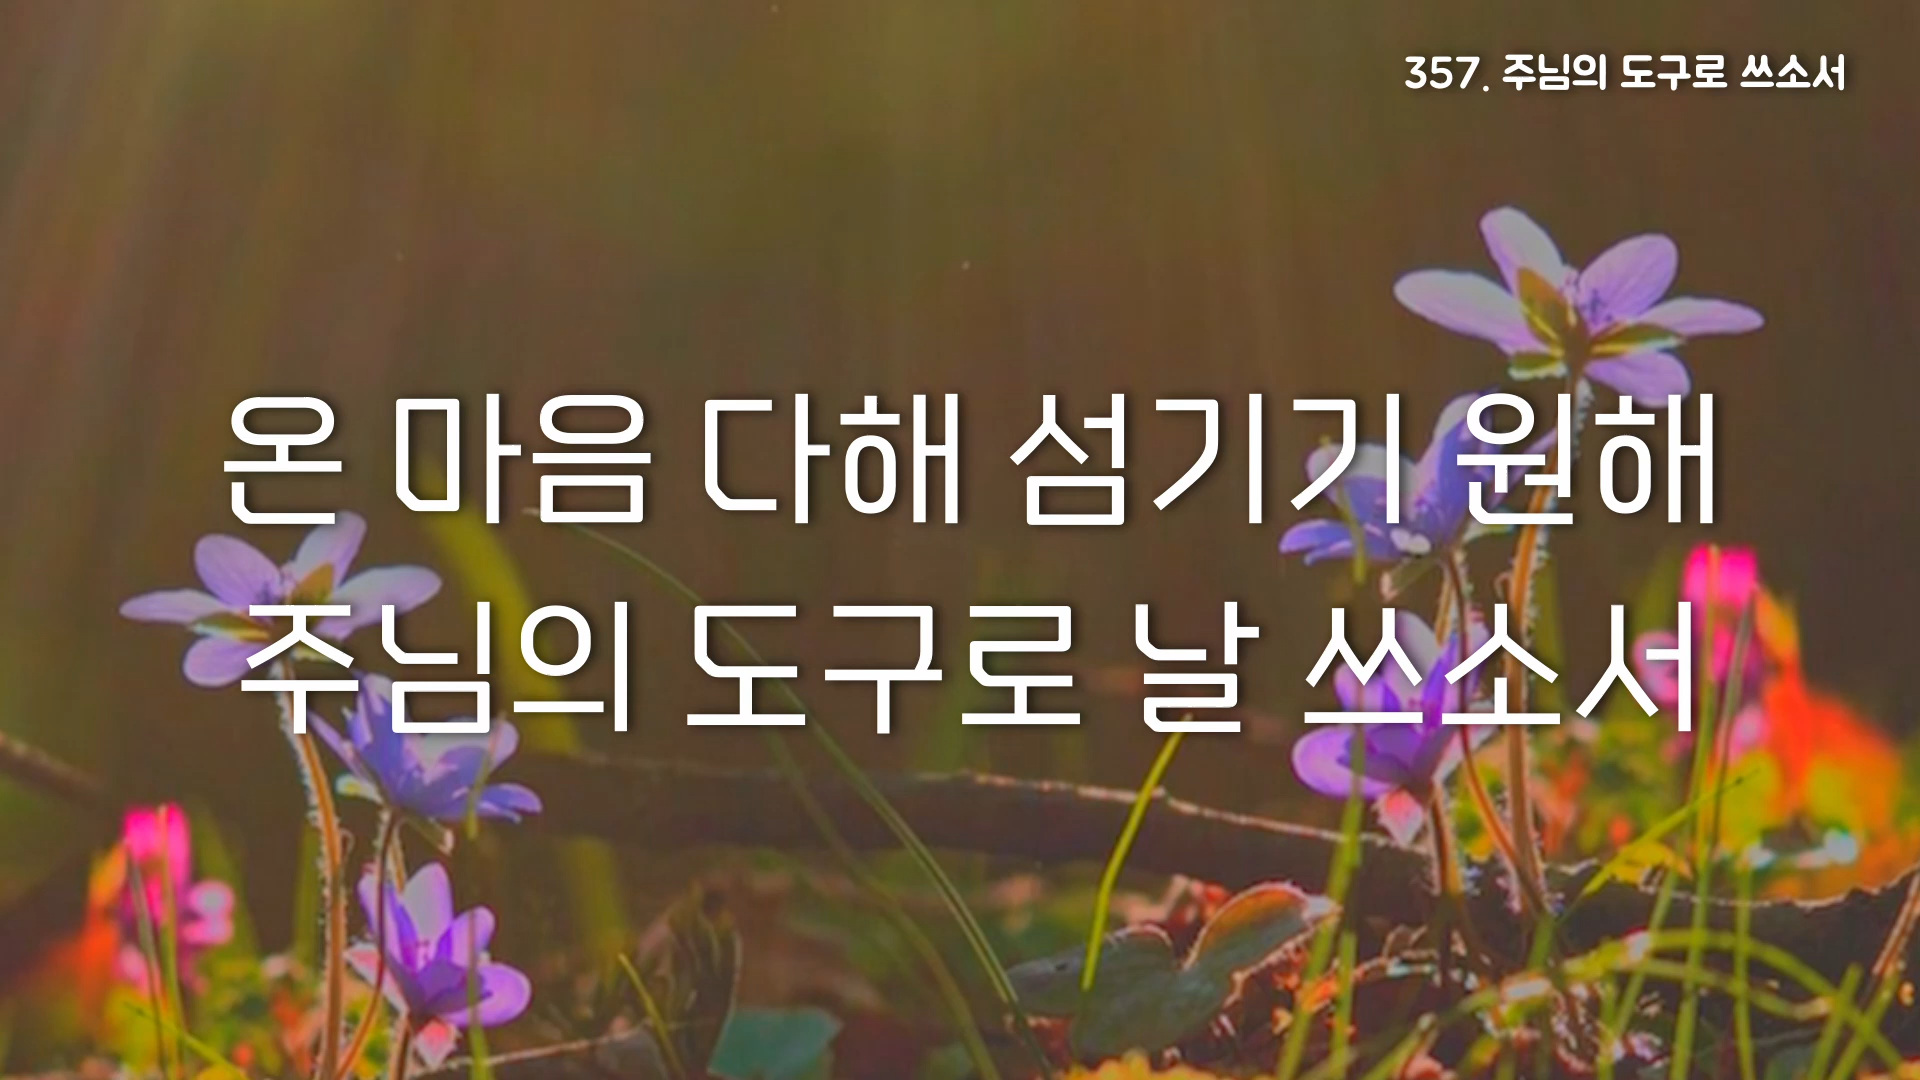 357. 주님의 도구로 쓰소서
온 마음 다해 섬기기 원해
주님의 도구로 날 쓰소서